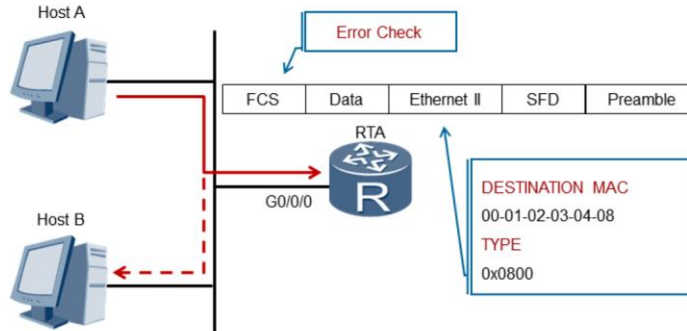 Host A
Error Check
FCS Data Ethernet Ⅱ SFD Preamble
RTA
R
G0/0/0
DESTINATION MAC
00-01-02-03-04-08
TYPE
0x0800
Host B